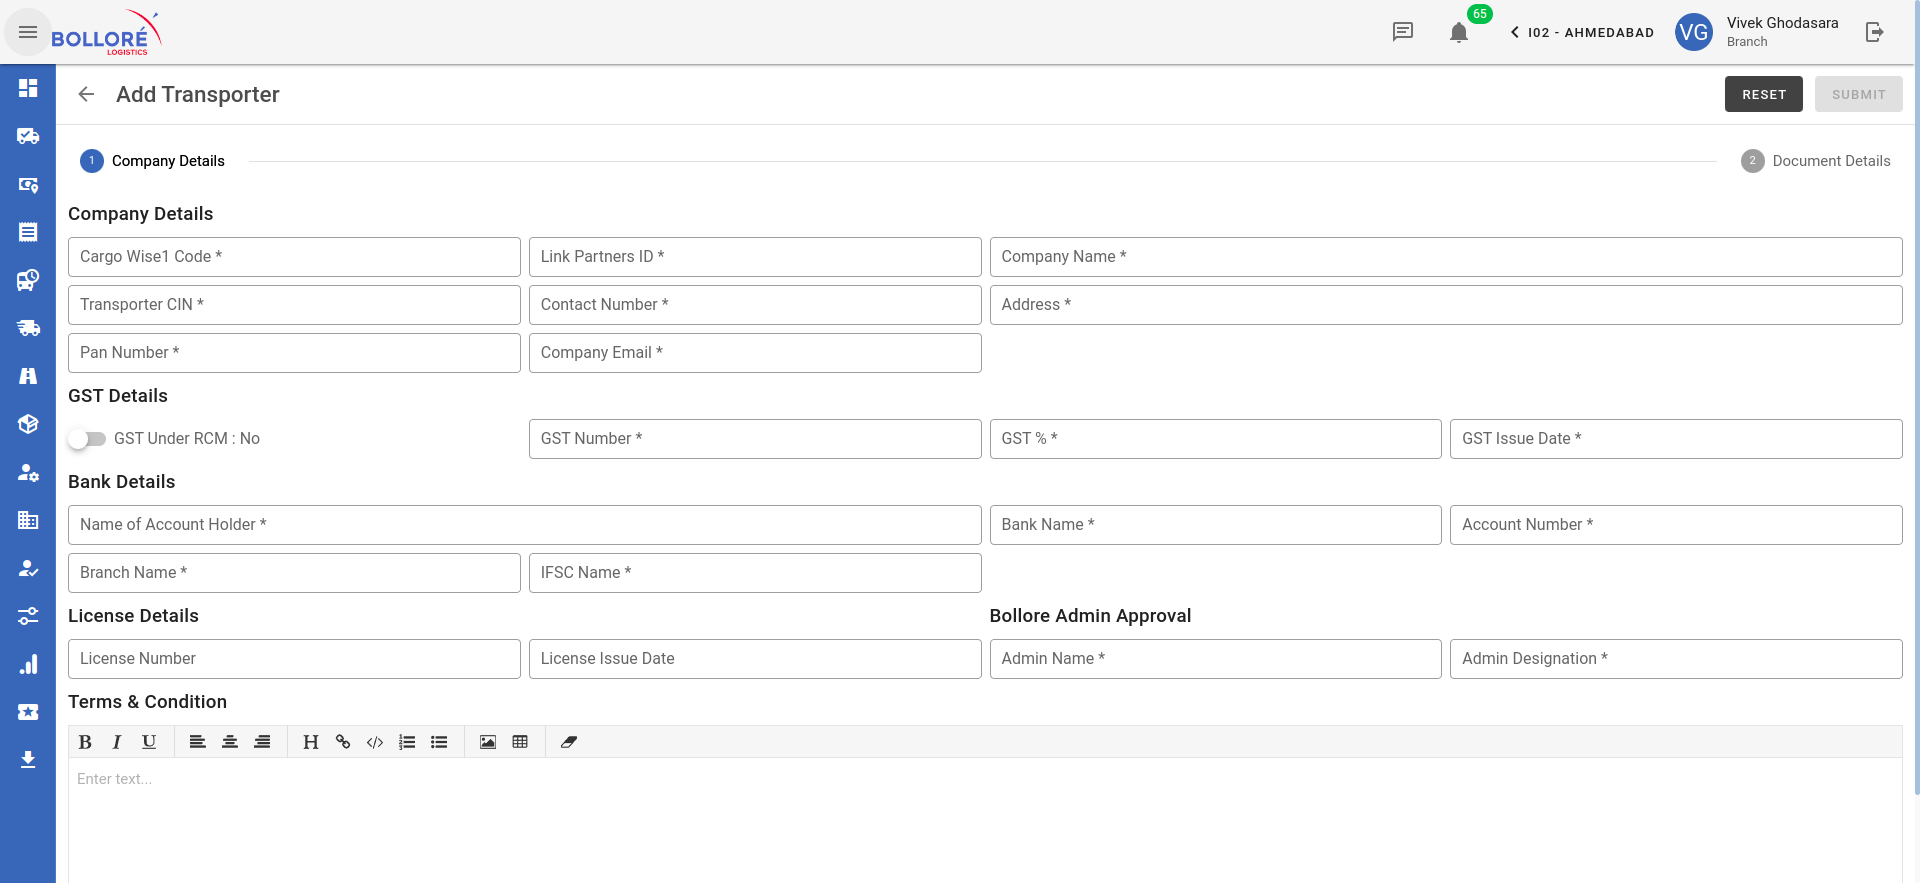 BOLLORÉ
LOGISTICS
65
I02 - AHMEDABAD
VG
Vivek Ghodasara
Branch
Add Transporter
RESET
SUBMIT
1 Company Details
2 Document Details
Company Details
Cargo Wise1 Code *
Link Partners ID *
Company Name *
Transporter CIN *
Contact Number *
Address *
Pan Number *
Company Email *
GST Details
GST Under RCM : No
GST Number *
GST % *
GST Issue Date *
Bank Details
Name of Account Holder *
Bank Name *
Account Number *
Branch Name *
IFSC Name *
License Details
Bollore Admin Approval
License Number
License Issue Date
Admin Name *
Admin Designation *
Terms & Condition
B I U H </>
Enter text...